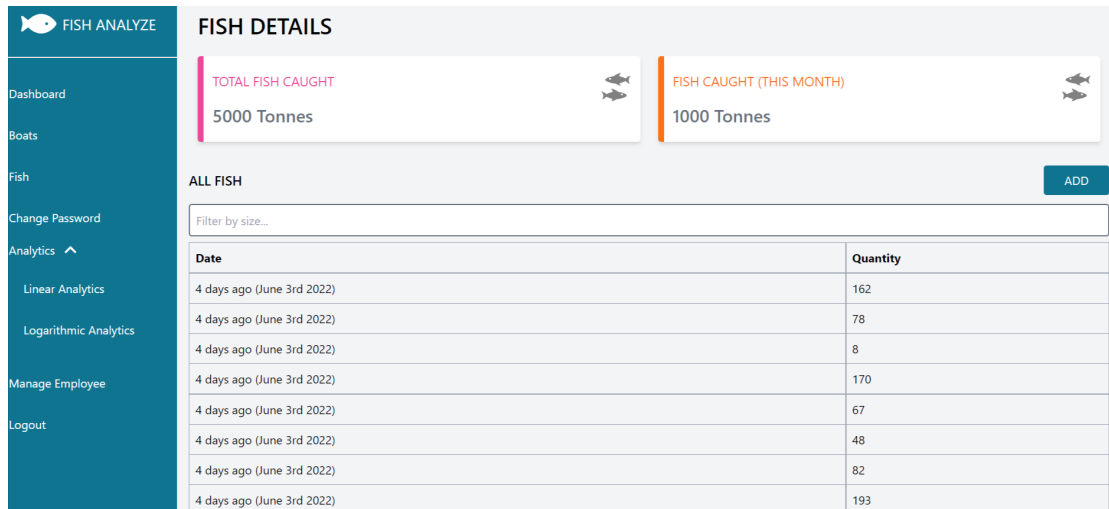 FISH ANALYZE
Dashboard
Boats
Fish
Change Password
Analytics
Linear Analytics
Logarithmic Analytics
Manage Employee
Logout
FISH DETAILS
TOTAL FISH CAUGHT
5000 Tonnes
FISH CAUGHT (THIS MONTH)
1000 Tonnes
ALL FISH
ADD
Filter by size...
Date Quantity
4 days ago (June 3rd 2022) 162
4 days ago (June 3rd 2022) 78
4 days ago (June 3rd 2022) 8
4 days ago (June 3rd 2022) 170
4 days ago (June 3rd 2022) 67
4 days ago (June 3rd 2022) 48
4 days ago (June 3rd 2022) 82
4 days ago (June 3rd 2022) 193